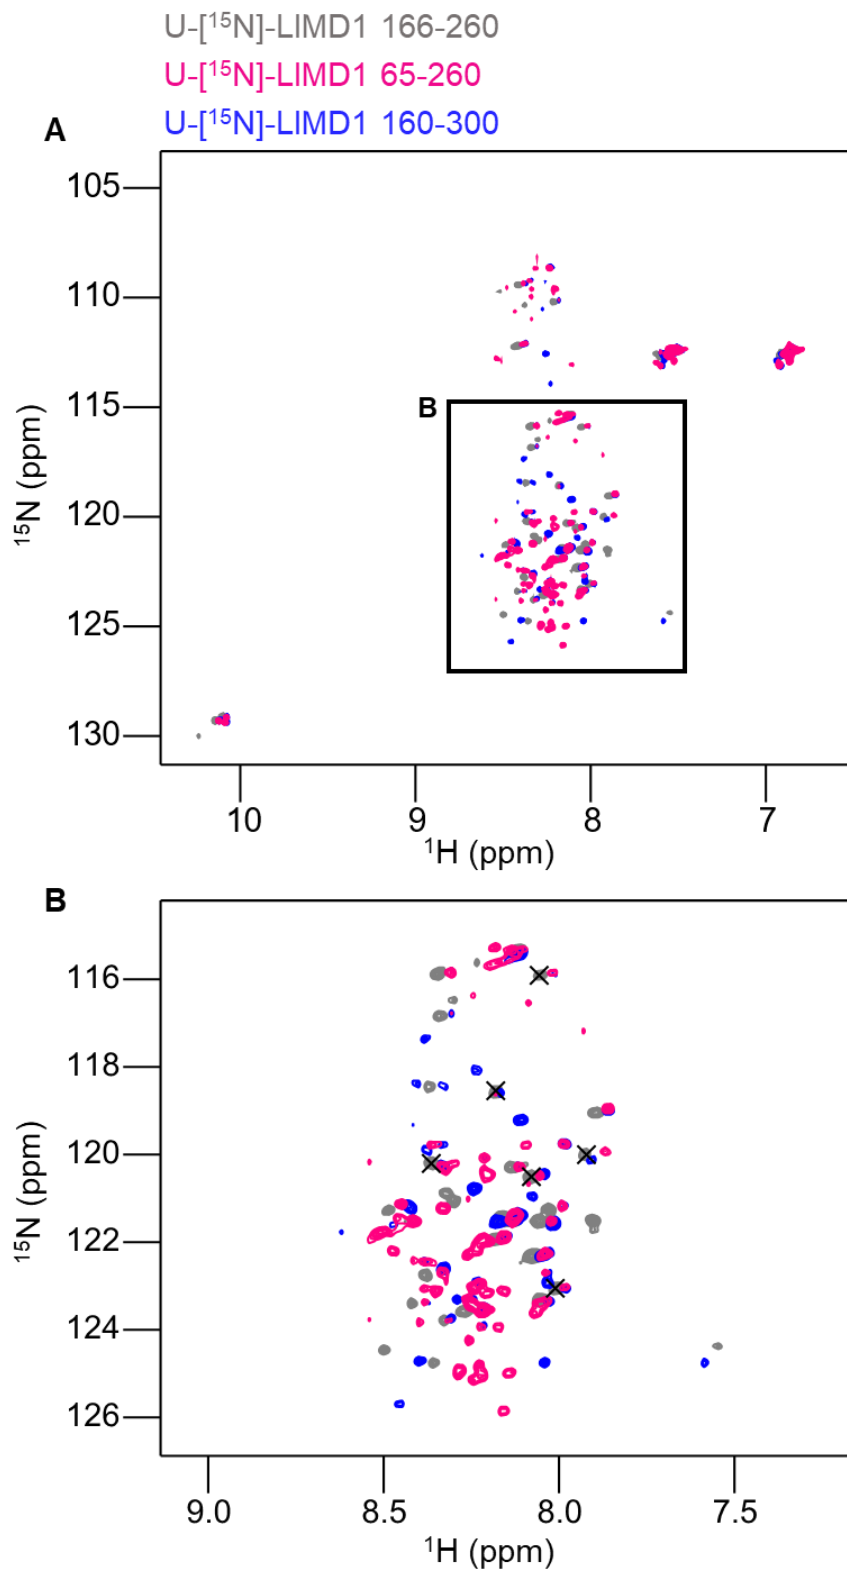 U-[¹⁵N]-LIMD1 166-260
U-[¹⁵N]-LIMD1 65-260
U-[¹⁵N]-LIMD1 160-300
A
105
110
115
120
125
130
¹⁵N (ppm)
B
10
9
8
7
¹H (ppm)
B
116
118
120
122
124
126
¹⁵N (ppm)
9.0
8.5
8.0
7.5
¹H (ppm)